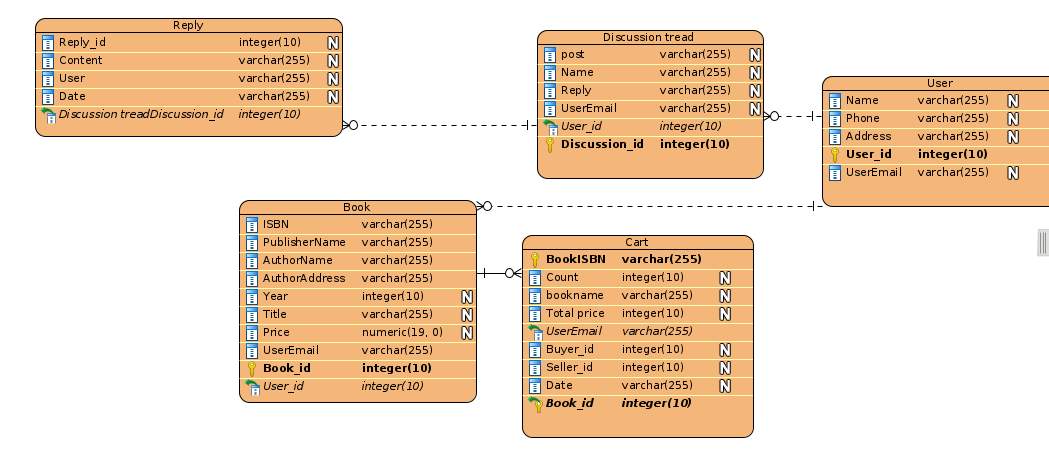 Reply
Reply_id integer(10) N
Content varchar(255) N
User varchar(255) N
Date varchar(255) N
Discussion treadDiscussion_id integer(10)
Discussion tread
post varchar(255) N
Name varchar(255) N
Reply varchar(255) N
UserEmail varchar(255) N
User_id integer(10)
Discussion_id integer(10)
User
Name varchar(255) N
Phone varchar(255) N
Address varchar(255) N
User_id integer(10)
UserEmail varchar(255) N
Book
ISBN varchar(255)
PublisherName varchar(255)
AuthorName varchar(255)
AuthorAddress varchar(255)
Year integer(10) N
Title varchar(255) N
Price numeric(19, 0) N
UserEmail varchar(255)
Book_id integer(10)
User_id integer(10)
Cart
BookISBN varchar(255)
Count integer(10) N
bookname varchar(255) N
Total price integer(10) N
UserEmail varchar(255)
Buyer_id integer(10) N
Seller_id integer(10) N
Date varchar(255) N
Book_id integer(10)